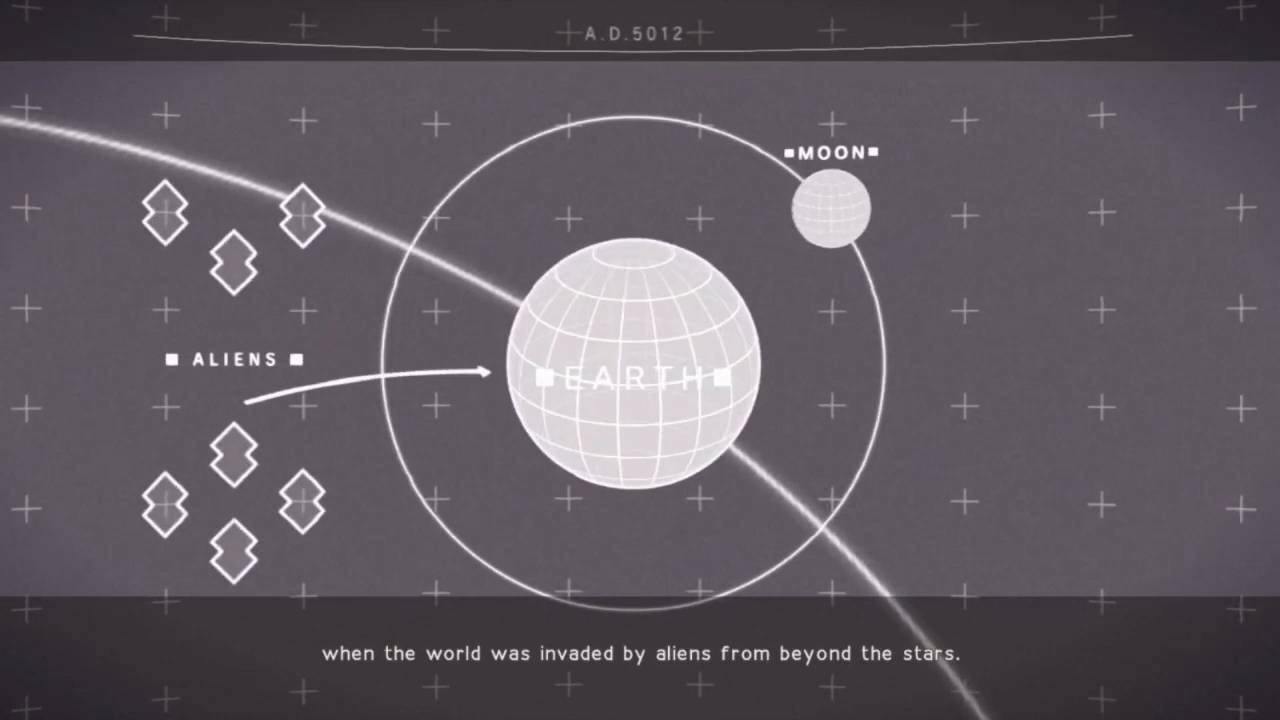 A.D.5012
MOON
ALIENS
EARTH
when the world was invaded by aliens from beyond the stars.